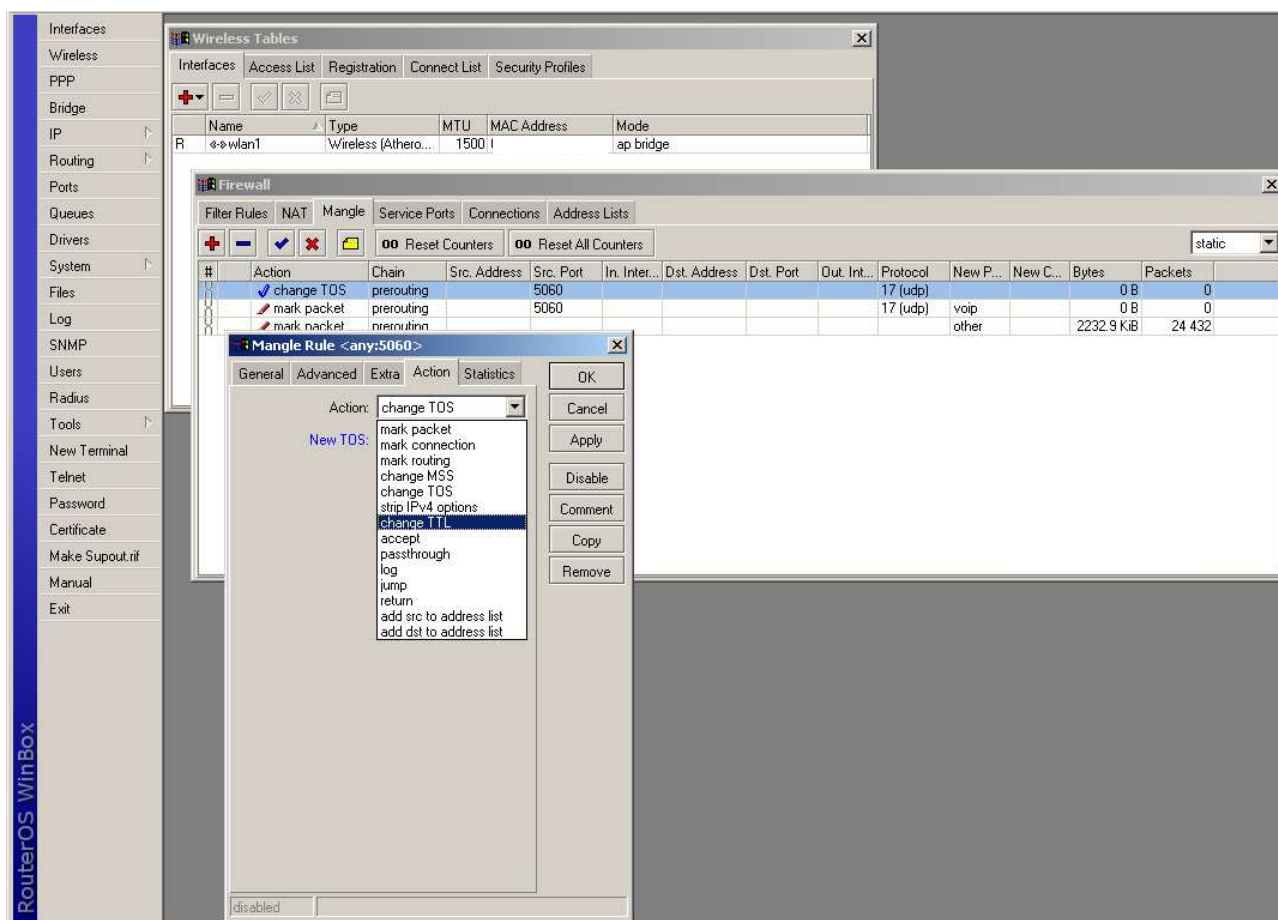 Interfaces
Wireless
PPP
Bridge
IP
Routing
Ports
Queues
Drivers
System
Files
Log
SNMP
Users
Radius
Tools
New Terminal
Telnet
Password
Certificate
Make Supout.rif
Manual
Exit
RouterOS WinBox
Wireless Tables
Interfaces Access List Registration Connect List Security Profiles
Name Type MTU MAC Address Mode
R wlan1 Wireless (Athero... 1500 ap bridge
Firewall
Filter Rules NAT Mangle Service Ports Connections Address Lists
00 Reset Counters 00 Reset All Counters static
# Action Chain Src. Address Src. Port In. Inter... Dst. Address Dst. Port Out. Int... Protocol New P... New C... Bytes Packets
change TOS prerouting 5060 17 (udp) 0 B 0
mark packet prerouting 5060 17 (udp) voip 0 B 0
mark packet prerouting other 2232.9 KiB 24 432
Mangle Rule <any:5060>
General Advanced Extra Action Statistics
Action: change TOS
New TOS:
mark packet
mark connection
mark routing
change MSS
change TOS
strip IPv4 options
change TTL
accept
passthrough
log
jump
return
add src to address list
add dst to address list
OK
Cancel
Apply
Disable
Comment
Copy
Remove
disabled